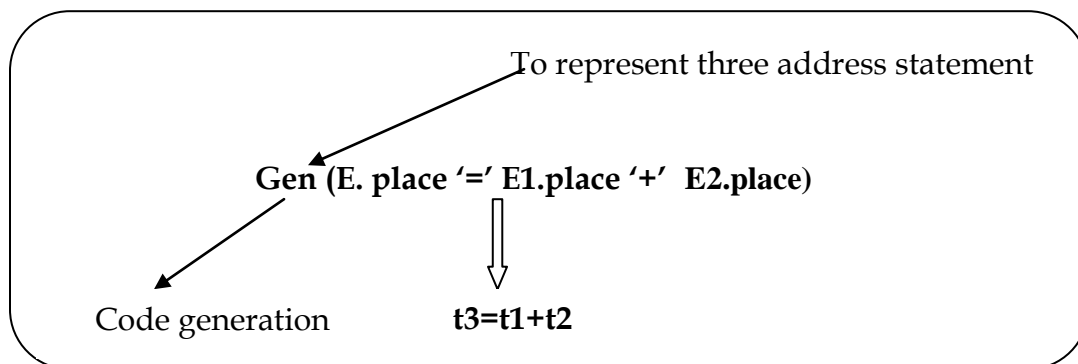 To represent three address statement
Gen (E. place ‘=’ E1.place ‘+’ E2.place)
Code generation
t3=t1+t2